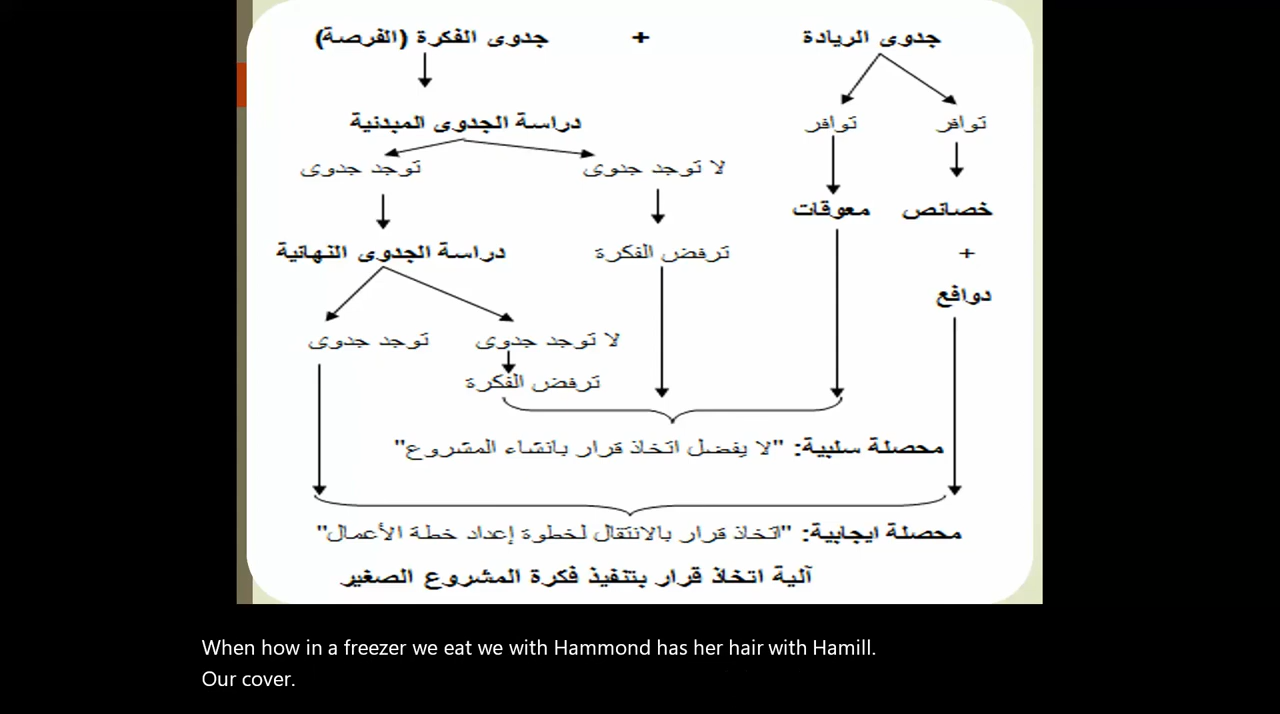 جدوى الريادة + جدوى الفكرة (الفرصة)
توافر توافر دراسة الجدوى المبدئية
لا توجد جدوى توجد جدوى
خصائص معوقات
+ ترفض الفكرة دراسة الجدوى النهائية
دوافع
لا توجد جدوى توجد جدوى
ترفض الفكرة
محصلة سلبية: "لا يفضل اتخاذ قرار بانشاء المشروع"
محصلة ايجابية: "اتخاذ قرار بالانتقال لخطوة إعداد خطة الأعمال"
آلية اتخاذ قرار بتنفيذ فكرة المشروع الصغير
When how in a freezer we eat we with Hammond has her hair with Hamill.
Our cover.